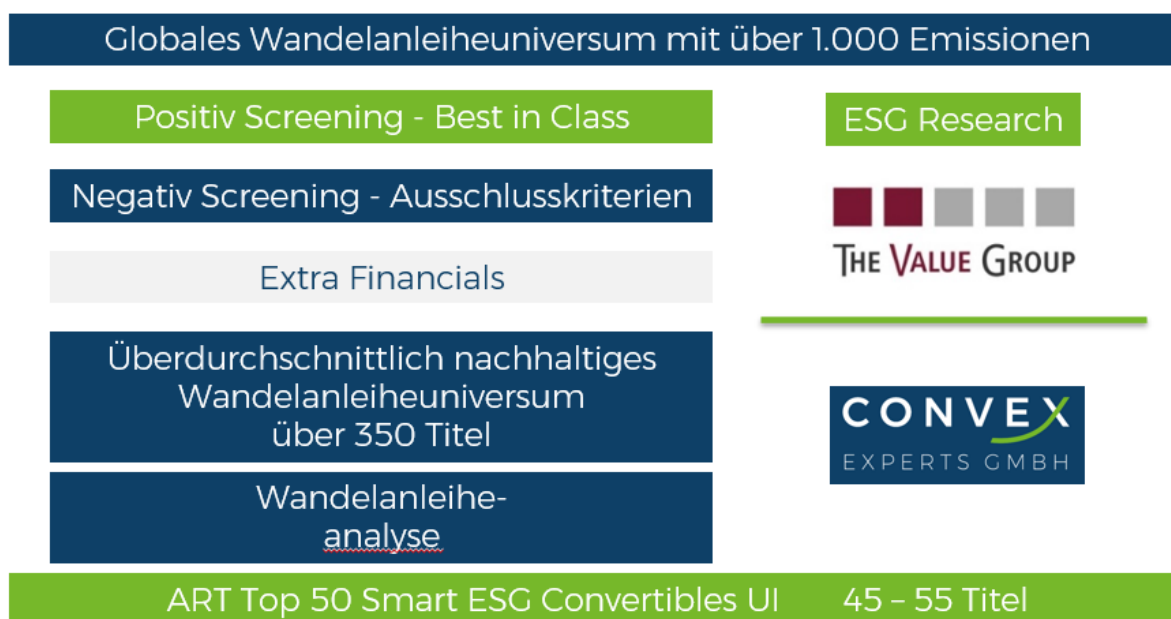 Globales Wandelanleiheuniversum mit über 1.000 Emissionen
Positiv Screening - Best in Class
ESG Research
Negativ Screening - Ausschlusskriterien
THE VALUE GROUP
Extra Financials
Überdurchschnittlich nachhaltiges
Wandelanleiheuniversum
über 350 Titel
CONVEX
EXPERTS GMBH
Wandelanleihe-
analyse
ART Top 50 Smart ESG Convertibles UI 45 – 55 Titel